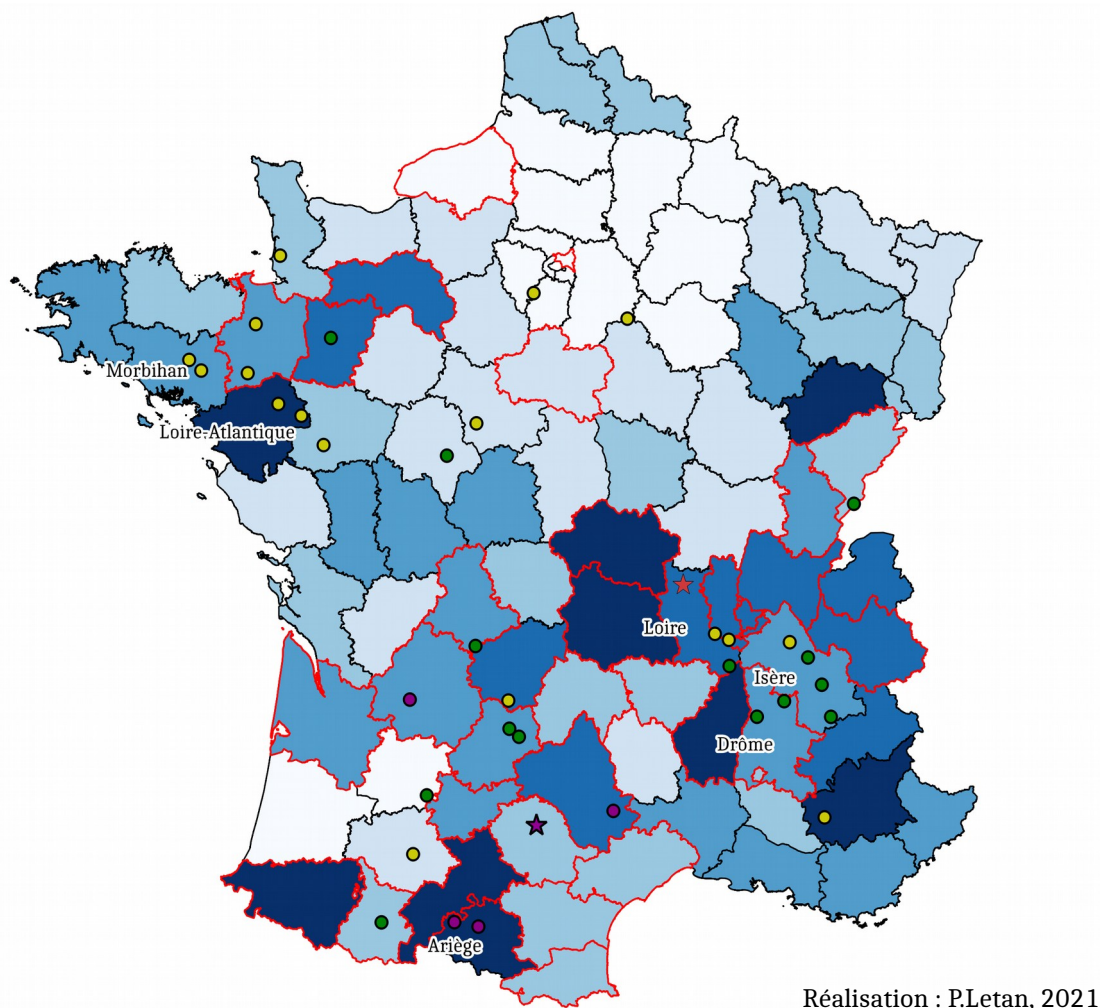 Morbihan
Loire-Atlantique
Loire
Isère
Drôme
Ariège
Réalisation : P.Letan, 2021